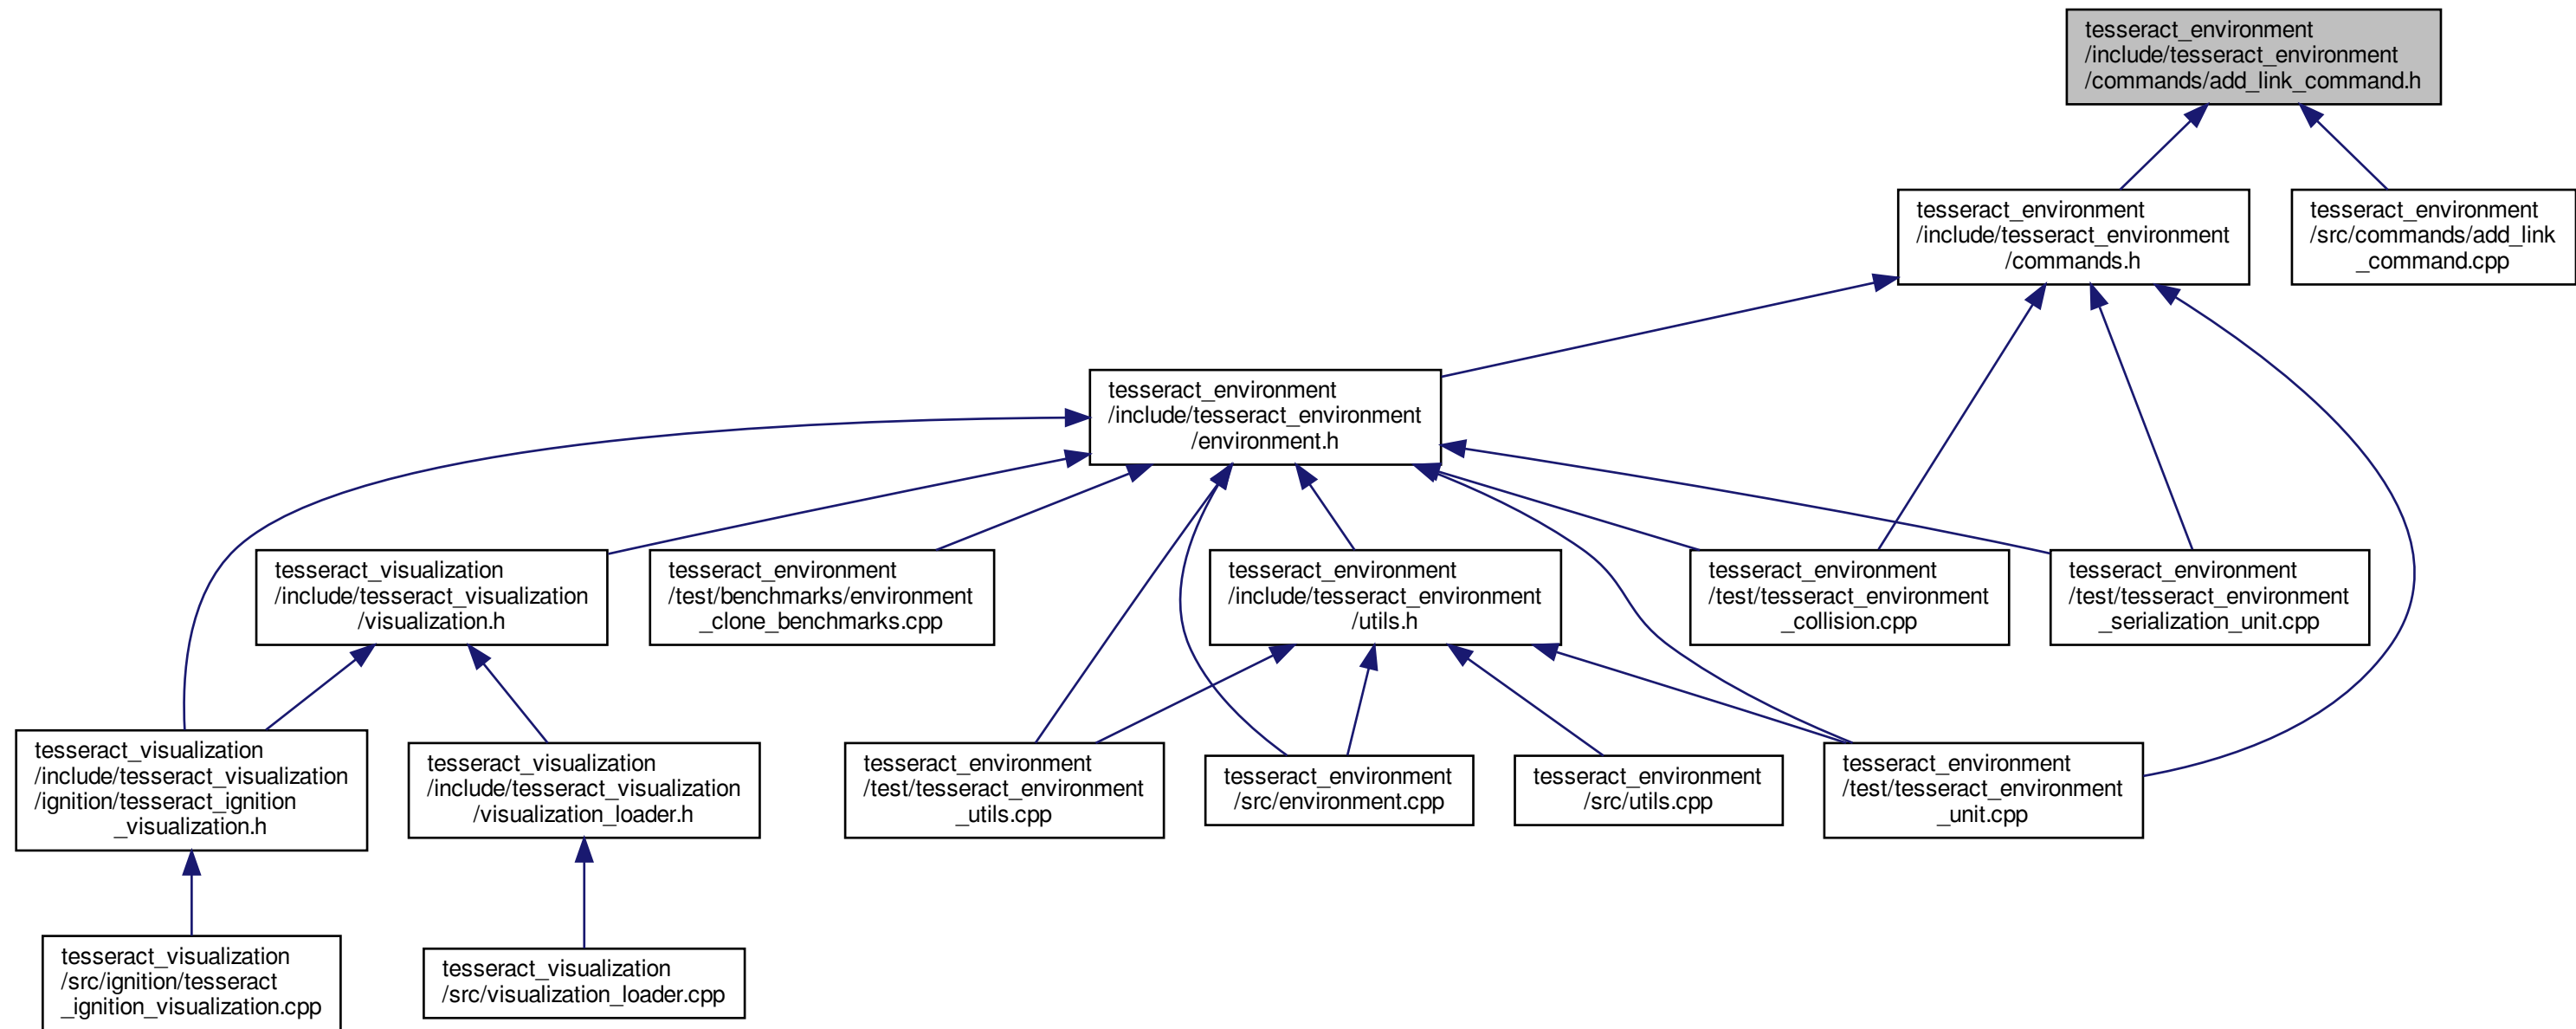 tesseract_environment
/include/tesseract_environment
/commands/add_link_command.h
tesseract_environment
/include/tesseract_environment
/commands.h
tesseract_environment
/src/commands/add_link
_command.cpp
tesseract_environment
/include/tesseract_environment
/environment.h
tesseract_visualization
/include/tesseract_visualization
/visualization.h
tesseract_environment
/test/benchmarks/environment
_clone_benchmarks.cpp
tesseract_environment
/include/tesseract_environment
/utils.h
tesseract_environment
/test/tesseract_environment
_collision.cpp
tesseract_environment
/test/tesseract_environment
_serialization_unit.cpp
tesseract_visualization
/include/tesseract_visualization
/ignition/tesseract_ignition
_visualization.h
tesseract_visualization
/include/tesseract_visualization
/visualization_loader.h
tesseract_environment
/test/tesseract_environment
_utils.cpp
tesseract_environment
/src/environment.cpp
tesseract_environment
/src/utils.cpp
tesseract_environment
/test/tesseract_environment
_unit.cpp
tesseract_visualization
/src/ignition/tesseract
_ignition_visualization.cpp
tesseract_visualization
/src/visualization_loader.cpp